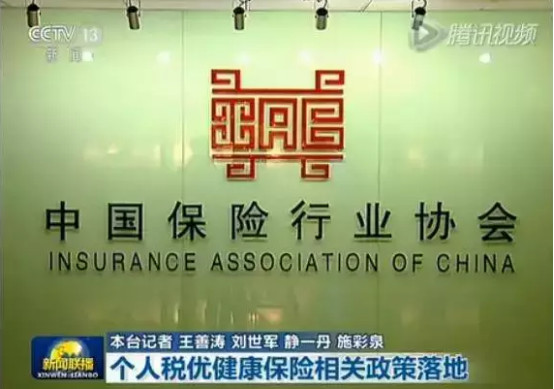 CCTV 13
新闻
腾讯视频
IAC
中国保险行业协会
INSURANCE ASSOCIATION OF CHINA
本台记者 王善涛 刘世军 静一丹 施彩泉
个人税优健康保险相关政策落地
新闻联播
XINWEN-LIANBO